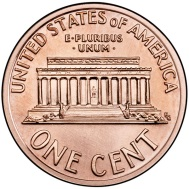 UNITED STATES OF AMERICA
E·PLURIBUS
·UNUM·
ONE CENT